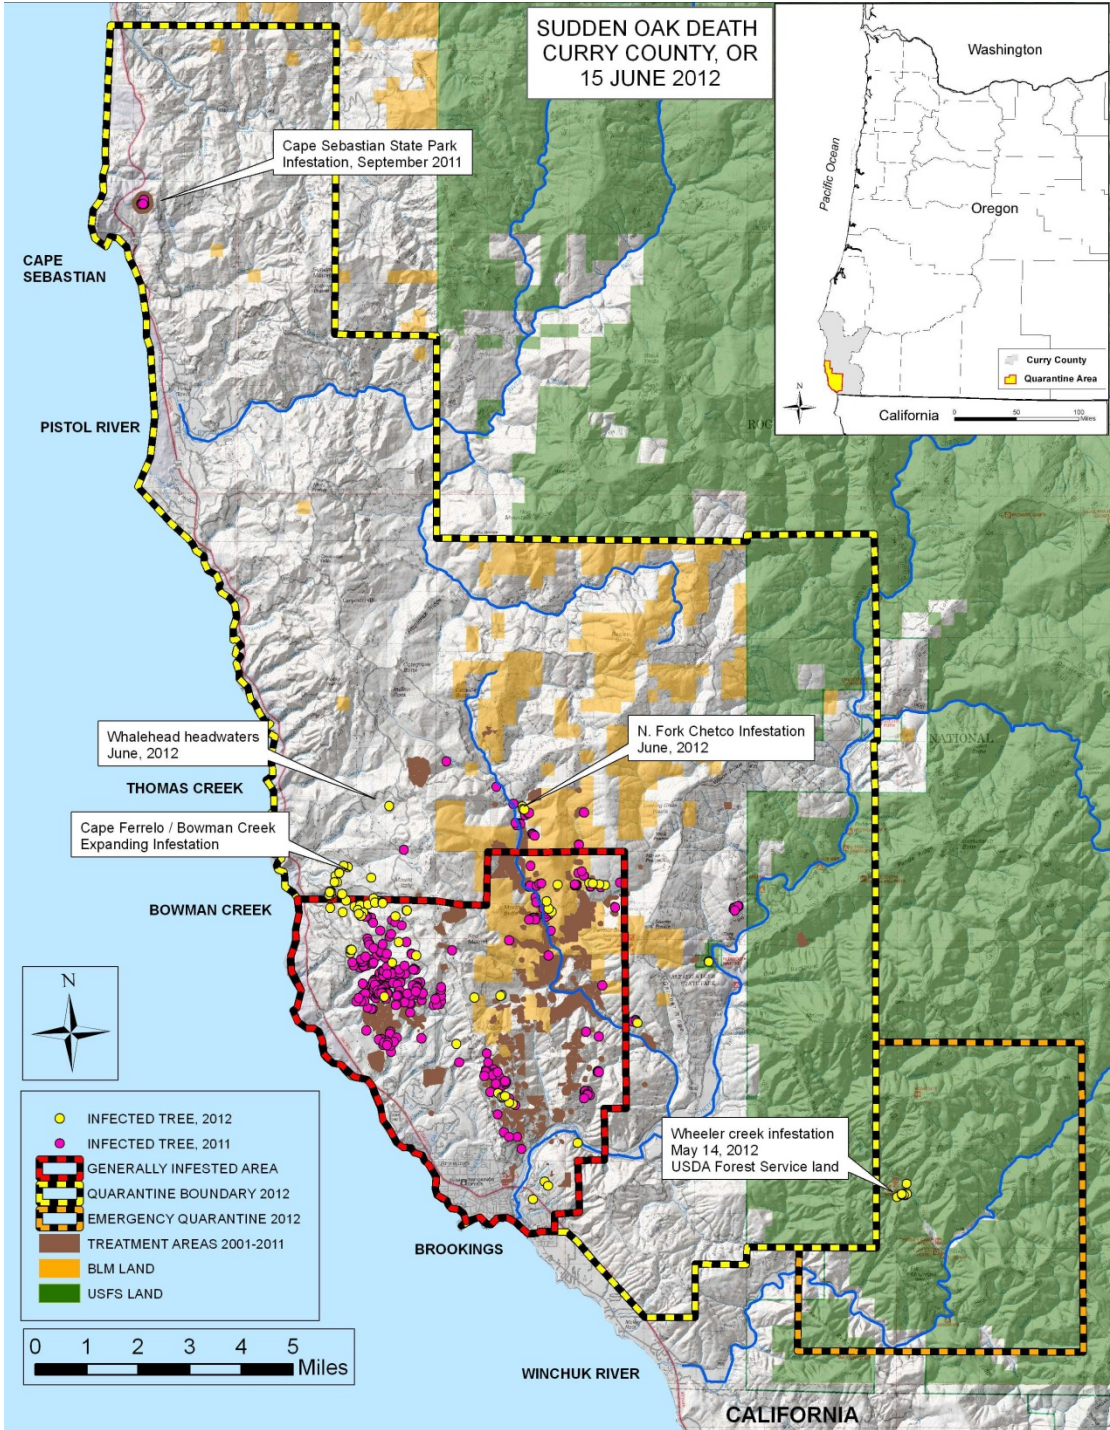 SUDDEN OAK DEATH
CURRY COUNTY, OR
15 JUNE 2012
Washington
Pacific Ocean
Oregon
Curry County
Quarantine Area
N
California
0 50 100
Miles
Cape Sebastian State Park
Infestation, September 2011
CAPE
SEBASTIAN
PISTOL RIVER
Whalehead headwaters
June, 2012
N. Fork Chetco Infestation
June, 2012
NATIONAL
THOMAS CREEK
Cape Ferrelo / Bowman Creek
Expanding Infestation
BOWMAN CREEK
N
Wheeler creek infestation
May 14, 2012
USDA Forest Service land
INFECTED TREE, 2012
INFECTED TREE, 2011
GENERALLY INFESTED AREA
QUARANTINE BOUNDARY 2012
EMERGENCY QUARANTINE 2012
TREATMENT AREAS 2001-2011
BLM LAND
USFS LAND
BROOKINGS
0 1 2 3 4 5
Miles
WINCHUK RIVER
CALIFORNIA